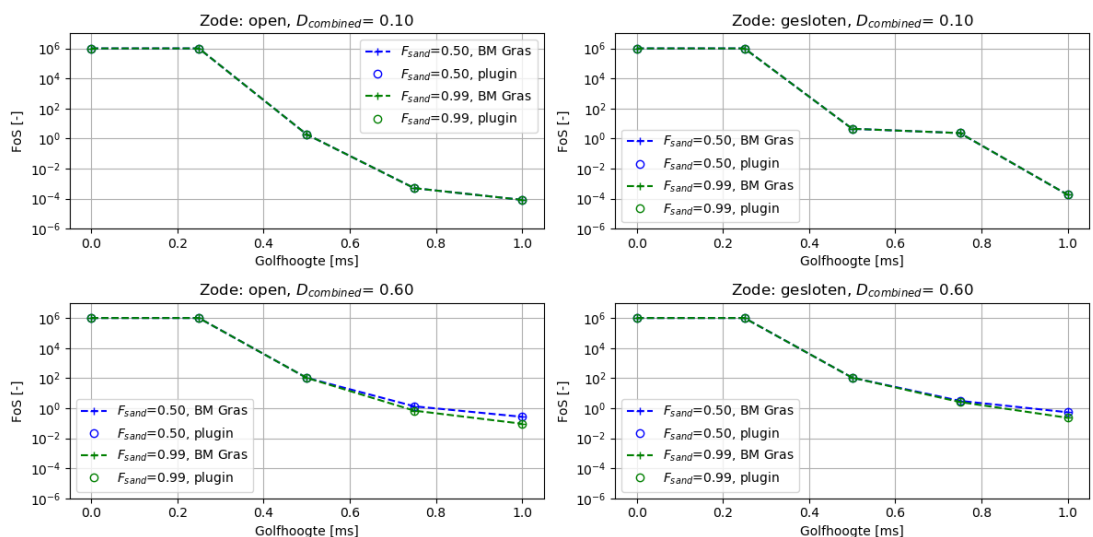 Zode: open, D_combined= 0.10
10^6
10^4
10^2
10^0
10^-2
10^-4
10^-6
FoS [-]
F_sand=0.50, BM Gras
F_sand=0.50, plugin
F_sand=0.99, BM Gras
F_sand=0.99, plugin
0.0 0.2 0.4 0.6 0.8 1.0
Golfhoogte [ms]
Zode: gesloten, D_combined= 0.10
10^6
10^4
10^2
10^0
10^-2
10^-4
10^-6
FoS [-]
F_sand=0.50, BM Gras
F_sand=0.50, plugin
F_sand=0.99, BM Gras
F_sand=0.99, plugin
0.0 0.2 0.4 0.6 0.8 1.0
Golfhoogte [ms]
Zode: open, D_combined= 0.60
10^6
10^4
10^2
10^0
10^-2
10^-4
10^-6
FoS [-]
F_sand=0.50, BM Gras
F_sand=0.50, plugin
F_sand=0.99, BM Gras
F_sand=0.99, plugin
0.0 0.2 0.4 0.6 0.8 1.0
Golfhoogte [ms]
Zode: gesloten, D_combined= 0.60
10^6
10^4
10^2
10^0
10^-2
10^-4
10^-6
FoS [-]
F_sand=0.50, BM Gras
F_sand=0.50, plugin
F_sand=0.99, BM Gras
F_sand=0.99, plugin
0.0 0.2 0.4 0.6 0.8 1.0
Golfhoogte [ms]